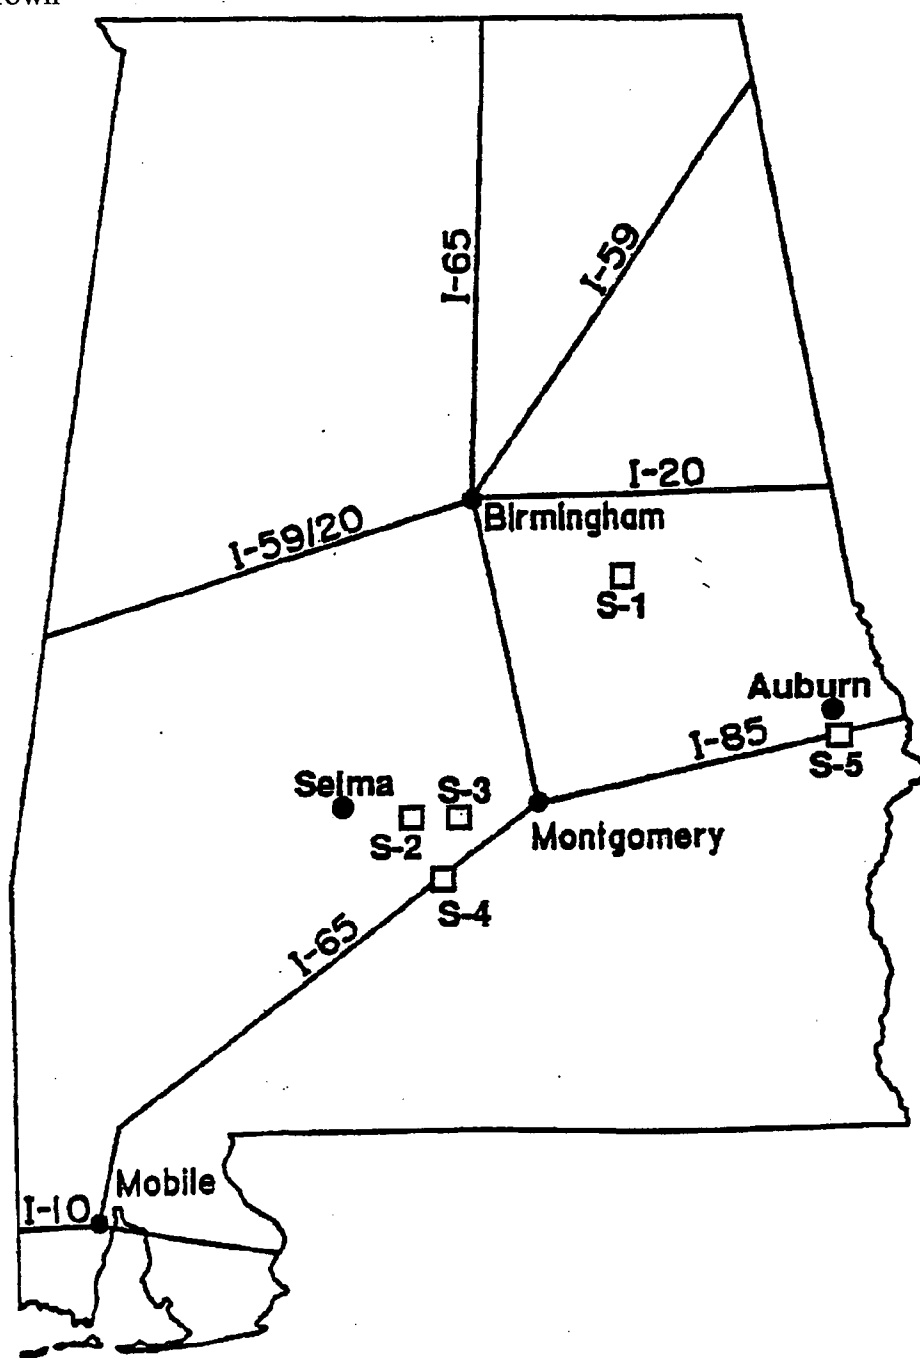 I-65
I-59
I-20
Birmingham
I-59/20
S-1
Auburn
I-85
S-5
Selma
S-3
S-2
Montgomery
S-4
I-65
Mobile
I-10